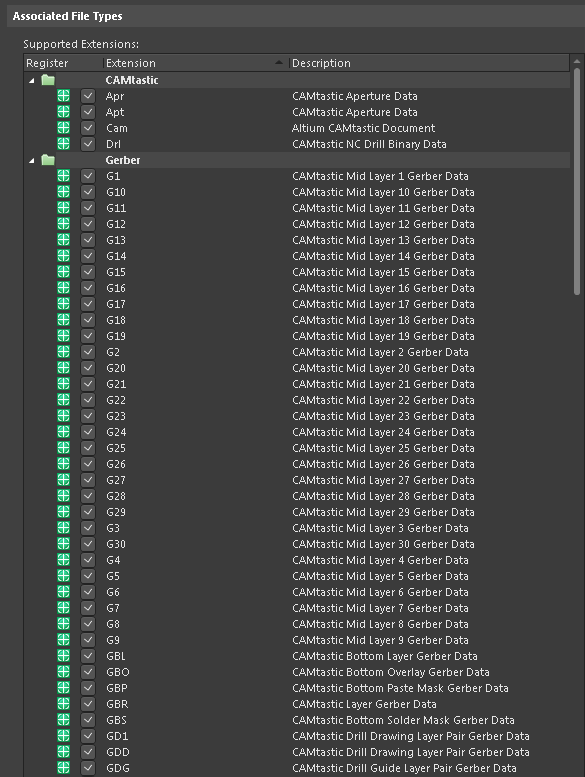 Associated File Types
Supported Extensions:
Register Extension Description
CAMtastic
Apr CAMtastic Aperture Data
Apt CAMtastic Aperture Data
Cam Altium CAMtastic Document
Drl CAMtastic NC Drill Binary Data
Gerber
G1 CAMtastic Mid Layer 1 Gerber Data
G10 CAMtastic Mid Layer 10 Gerber Data
G11 CAMtastic Mid Layer 11 Gerber Data
G12 CAMtastic Mid Layer 12 Gerber Data
G13 CAMtastic Mid Layer 13 Gerber Data
G14 CAMtastic Mid Layer 14 Gerber Data
G15 CAMtastic Mid Layer 15 Gerber Data
G16 CAMtastic Mid Layer 16 Gerber Data
G17 CAMtastic Mid Layer 17 Gerber Data
G18 CAMtastic Mid Layer 18 Gerber Data
G19 CAMtastic Mid Layer 19 Gerber Data
G2 CAMtastic Mid Layer 2 Gerber Data
G20 CAMtastic Mid Layer 20 Gerber Data
G21 CAMtastic Mid Layer 21 Gerber Data
G22 CAMtastic Mid Layer 22 Gerber Data
G23 CAMtastic Mid Layer 23 Gerber Data
G24 CAMtastic Mid Layer 24 Gerber Data
G25 CAMtastic Mid Layer 25 Gerber Data
G26 CAMtastic Mid Layer 26 Gerber Data
G27 CAMtastic Mid Layer 27 Gerber Data
G28 CAMtastic Mid Layer 28 Gerber Data
G29 CAMtastic Mid Layer 29 Gerber Data
G3 CAMtastic Mid Layer 3 Gerber Data
G30 CAMtastic Mid Layer 30 Gerber Data
G4 CAMtastic Mid Layer 4 Gerber Data
G5 CAMtastic Mid Layer 5 Gerber Data
G6 CAMtastic Mid Layer 6 Gerber Data
G7 CAMtastic Mid Layer 7 Gerber Data
G8 CAMtastic Mid Layer 8 Gerber Data
G9 CAMtastic Mid Layer 9 Gerber Data
GBL CAMtastic Bottom Layer Gerber Data
GBO CAMtastic Bottom Overlay Gerber Data
GBP CAMtastic Bottom Paste Mask Gerber Data
GBR CAMtastic Layer Gerber Data
GBS CAMtastic Bottom Solder Mask Gerber Data
GD1 CAMtastic Drill Drawing Layer Pair Gerber Data
GDD CAMtastic Drill Drawing Layer Pair Gerber Data
GDG CAMtastic Drill Guide Layer Pair Gerber Data